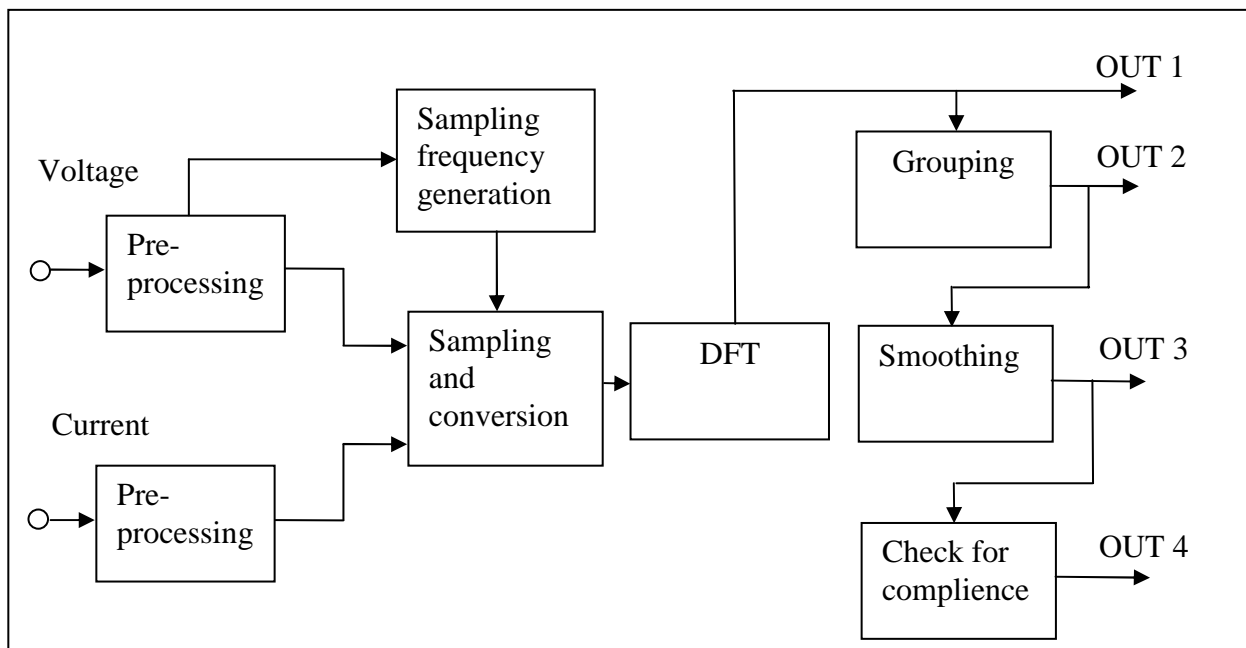 Voltage
Pre-
processing
Sampling
frequency
generation
Current
Pre-
processing
Sampling
and
conversion
DFT
OUT 1
Grouping
OUT 2
Smoothing
OUT 3
Check for
complience
OUT 4